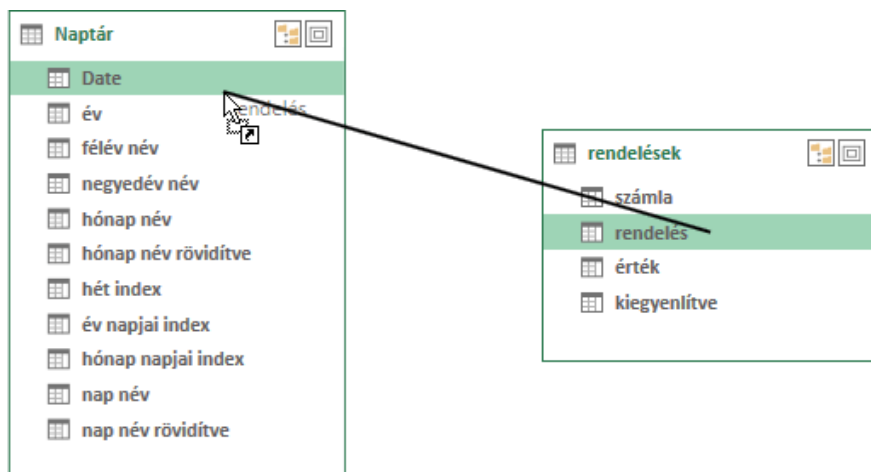 Naptár
Date
év
rendelés
félév név
negyedév név
hónap név
hónap név rövidítve
hét index
év napjai index
hónap napjai index
nap név
nap név rövidítve
rendelések
számla
rendelés
érték
kiegyenlítve